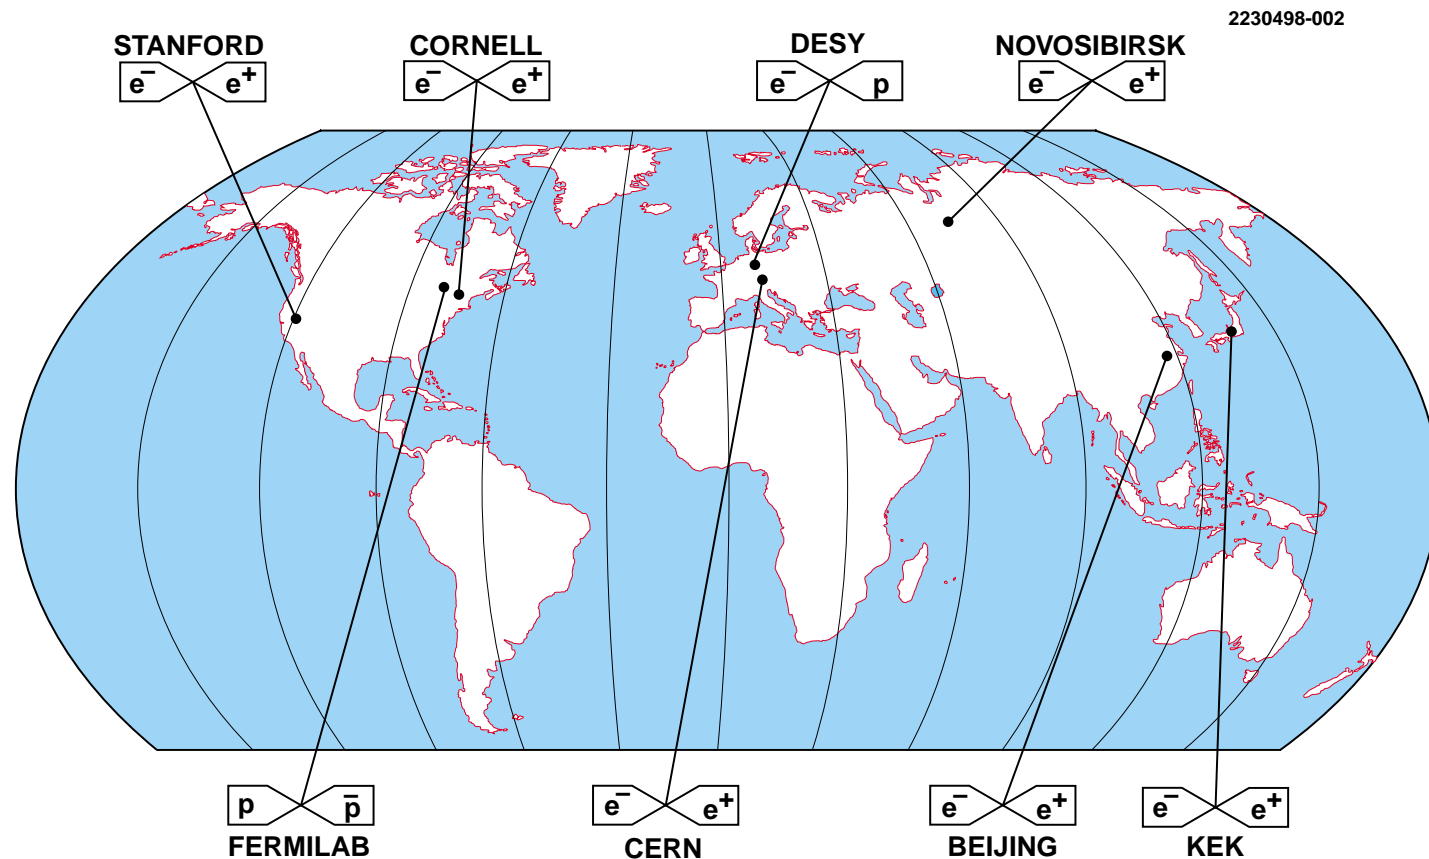 2230498-002
STANFORD
e– e+
CORNELL
e– e+
DESY
e– p
NOVOSIBIRSK
e– e+
p p̄
FERMILAB
e– e+
CERN
e– e+
BEIJING
e– e+
KEK